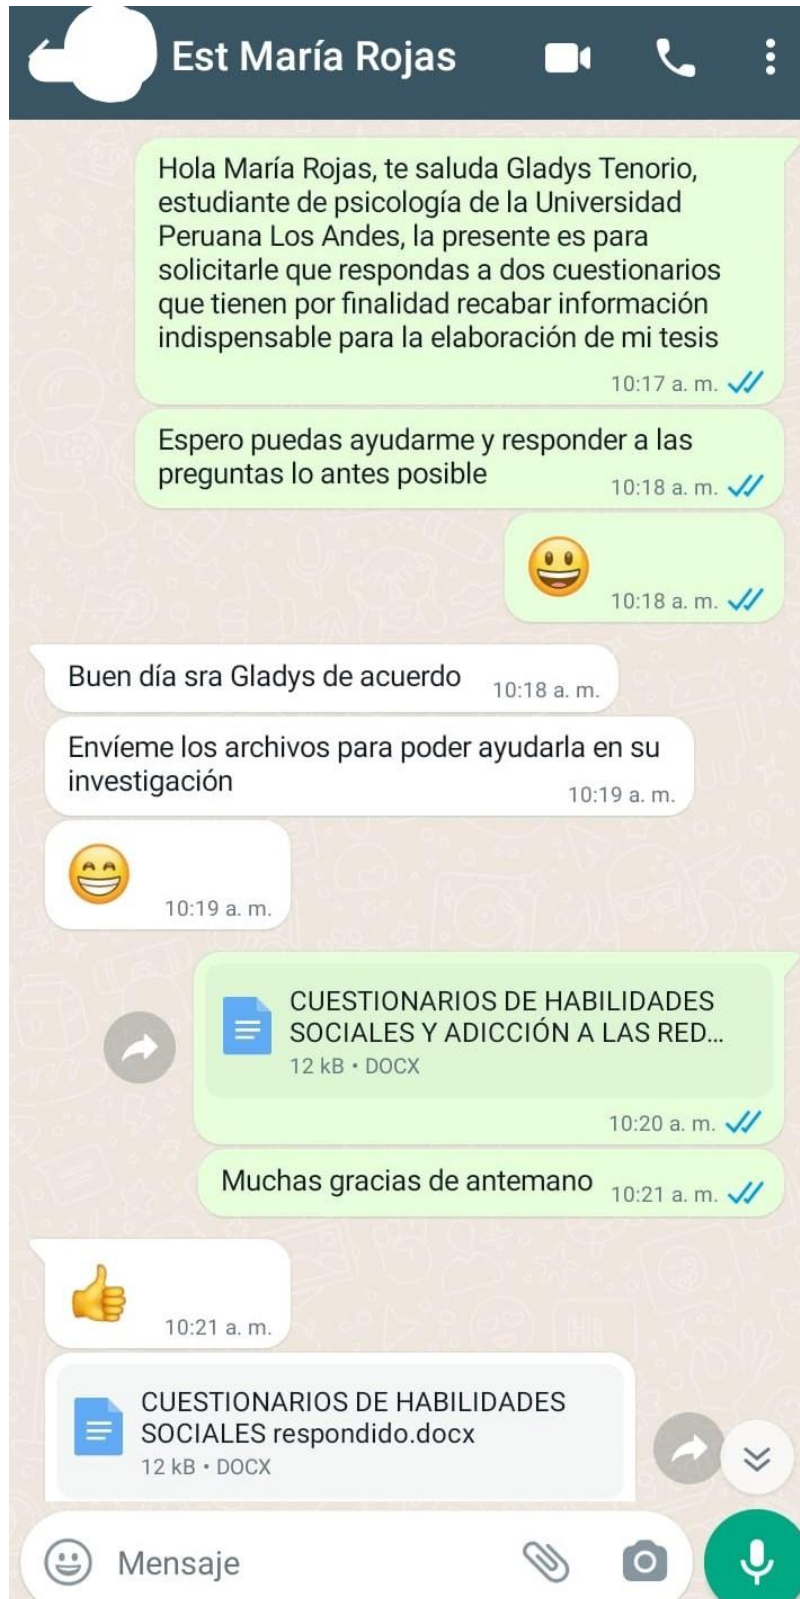 Est María Rojas
Hola María Rojas, te saluda Gladys Tenorio,
estudiante de psicología de la Universidad
Peruana Los Andes, la presente es para
solicitarle que respondas a dos cuestionarios
que tienen por finalidad recabar información
indispensable para la elaboración de mi tesis
10:17 a. m.
Espero puedas ayudarme y responder a las
preguntas lo antes posible
10:18 a. m.
10:18 a. m.
Buen día sra Gladys de acuerdo
10:18 a. m.
Envíeme los archivos para poder ayudarla en su
investigación
10:19 a. m.
10:19 a. m.
CUESTIONARIOS DE HABILIDADES
SOCIALES Y ADICCIÓN A LAS RED...
12 kB • DOCX
10:20 a. m.
Muchas gracias de antemano
10:21 a. m.
10:21 a. m.
CUESTIONARIOS DE HABILIDADES
SOCIALES respondido.docx
12 kB • DOCX
Mensaje